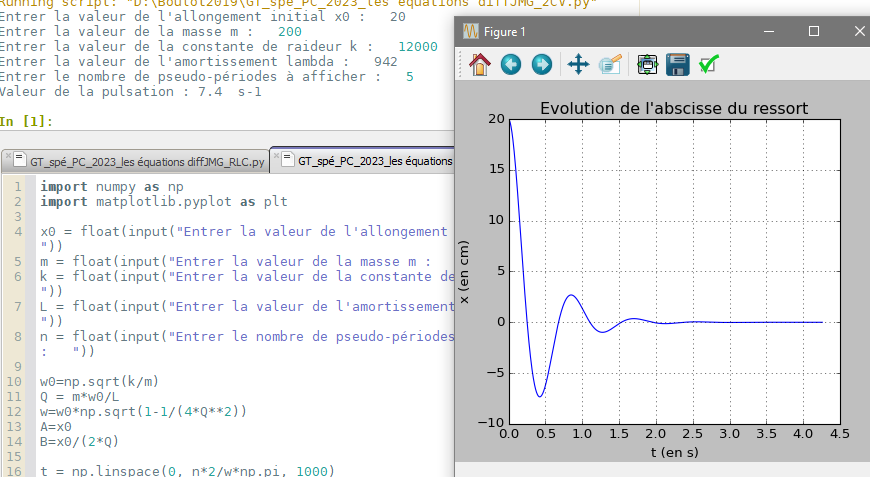 Running script: "D:\Boulot2019\GT_spé_PC_2023_les équations diffJMG_2CV.py"
Entrer la valeur de l'allongement initial x0 :   20
Entrer la valeur de la masse m :   200
Entrer la valeur de la constante de raideur k :   12000
Entrer la valeur de l'amortissement lambda :   942
Entrer le nombre de pseudo-périodes à afficher :   5
Valeur de la pulsation : 7.4  s-1
In [1]:
GT_spé_PC_2023_les équations diffJMG_RLC.py
GT_spé_PC_2023_les équations
1 import numpy as np
2 import matplotlib.pyplot as plt
3
4 x0 = float(input("Entrer la valeur de l'allongement
"))
5 m = float(input("Entrer la valeur de la masse m :
6 k = float(input("Entrer la valeur de la constante de
"))
7 L = float(input("Entrer la valeur de l'amortissement
"))
8 n = float(input("Entrer le nombre de pseudo-périodes
:   "))
9
10 w0=np.sqrt(k/m)
11 Q = m*w0/L
12 w=w0*np.sqrt(1-1/(4*Q**2))
13 A=x0
14 B=x0/(2*Q)
15
16 t = np.linspace(0, n*2/w*np.pi, 1000)
Figure 1
Evolution de l'abscisse du ressort
20
15
10
5
0
−5
−10
x (en cm)
0.0 0.5 1.0 1.5 2.0 2.5 3.0 3.5 4.0 4.5
t (en s)